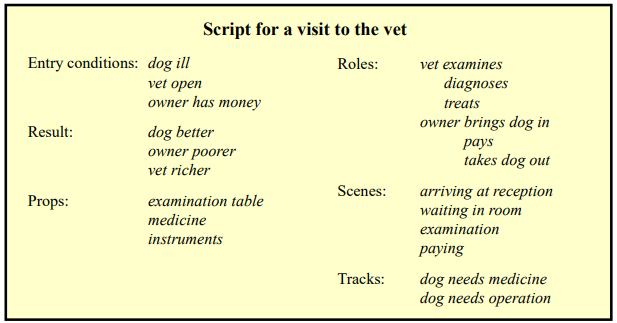 Script for a visit to the vet
Entry conditions: dog ill
vet open
owner has money
Result: dog better
owner poorer
vet richer
Props: examination table
medicine
instruments
Roles: vet examines
diagnoses
treats
owner brings dog in
pays
takes dog out
Scenes: arriving at reception
waiting in room
examination
paying
Tracks: dog needs medicine
dog needs operation